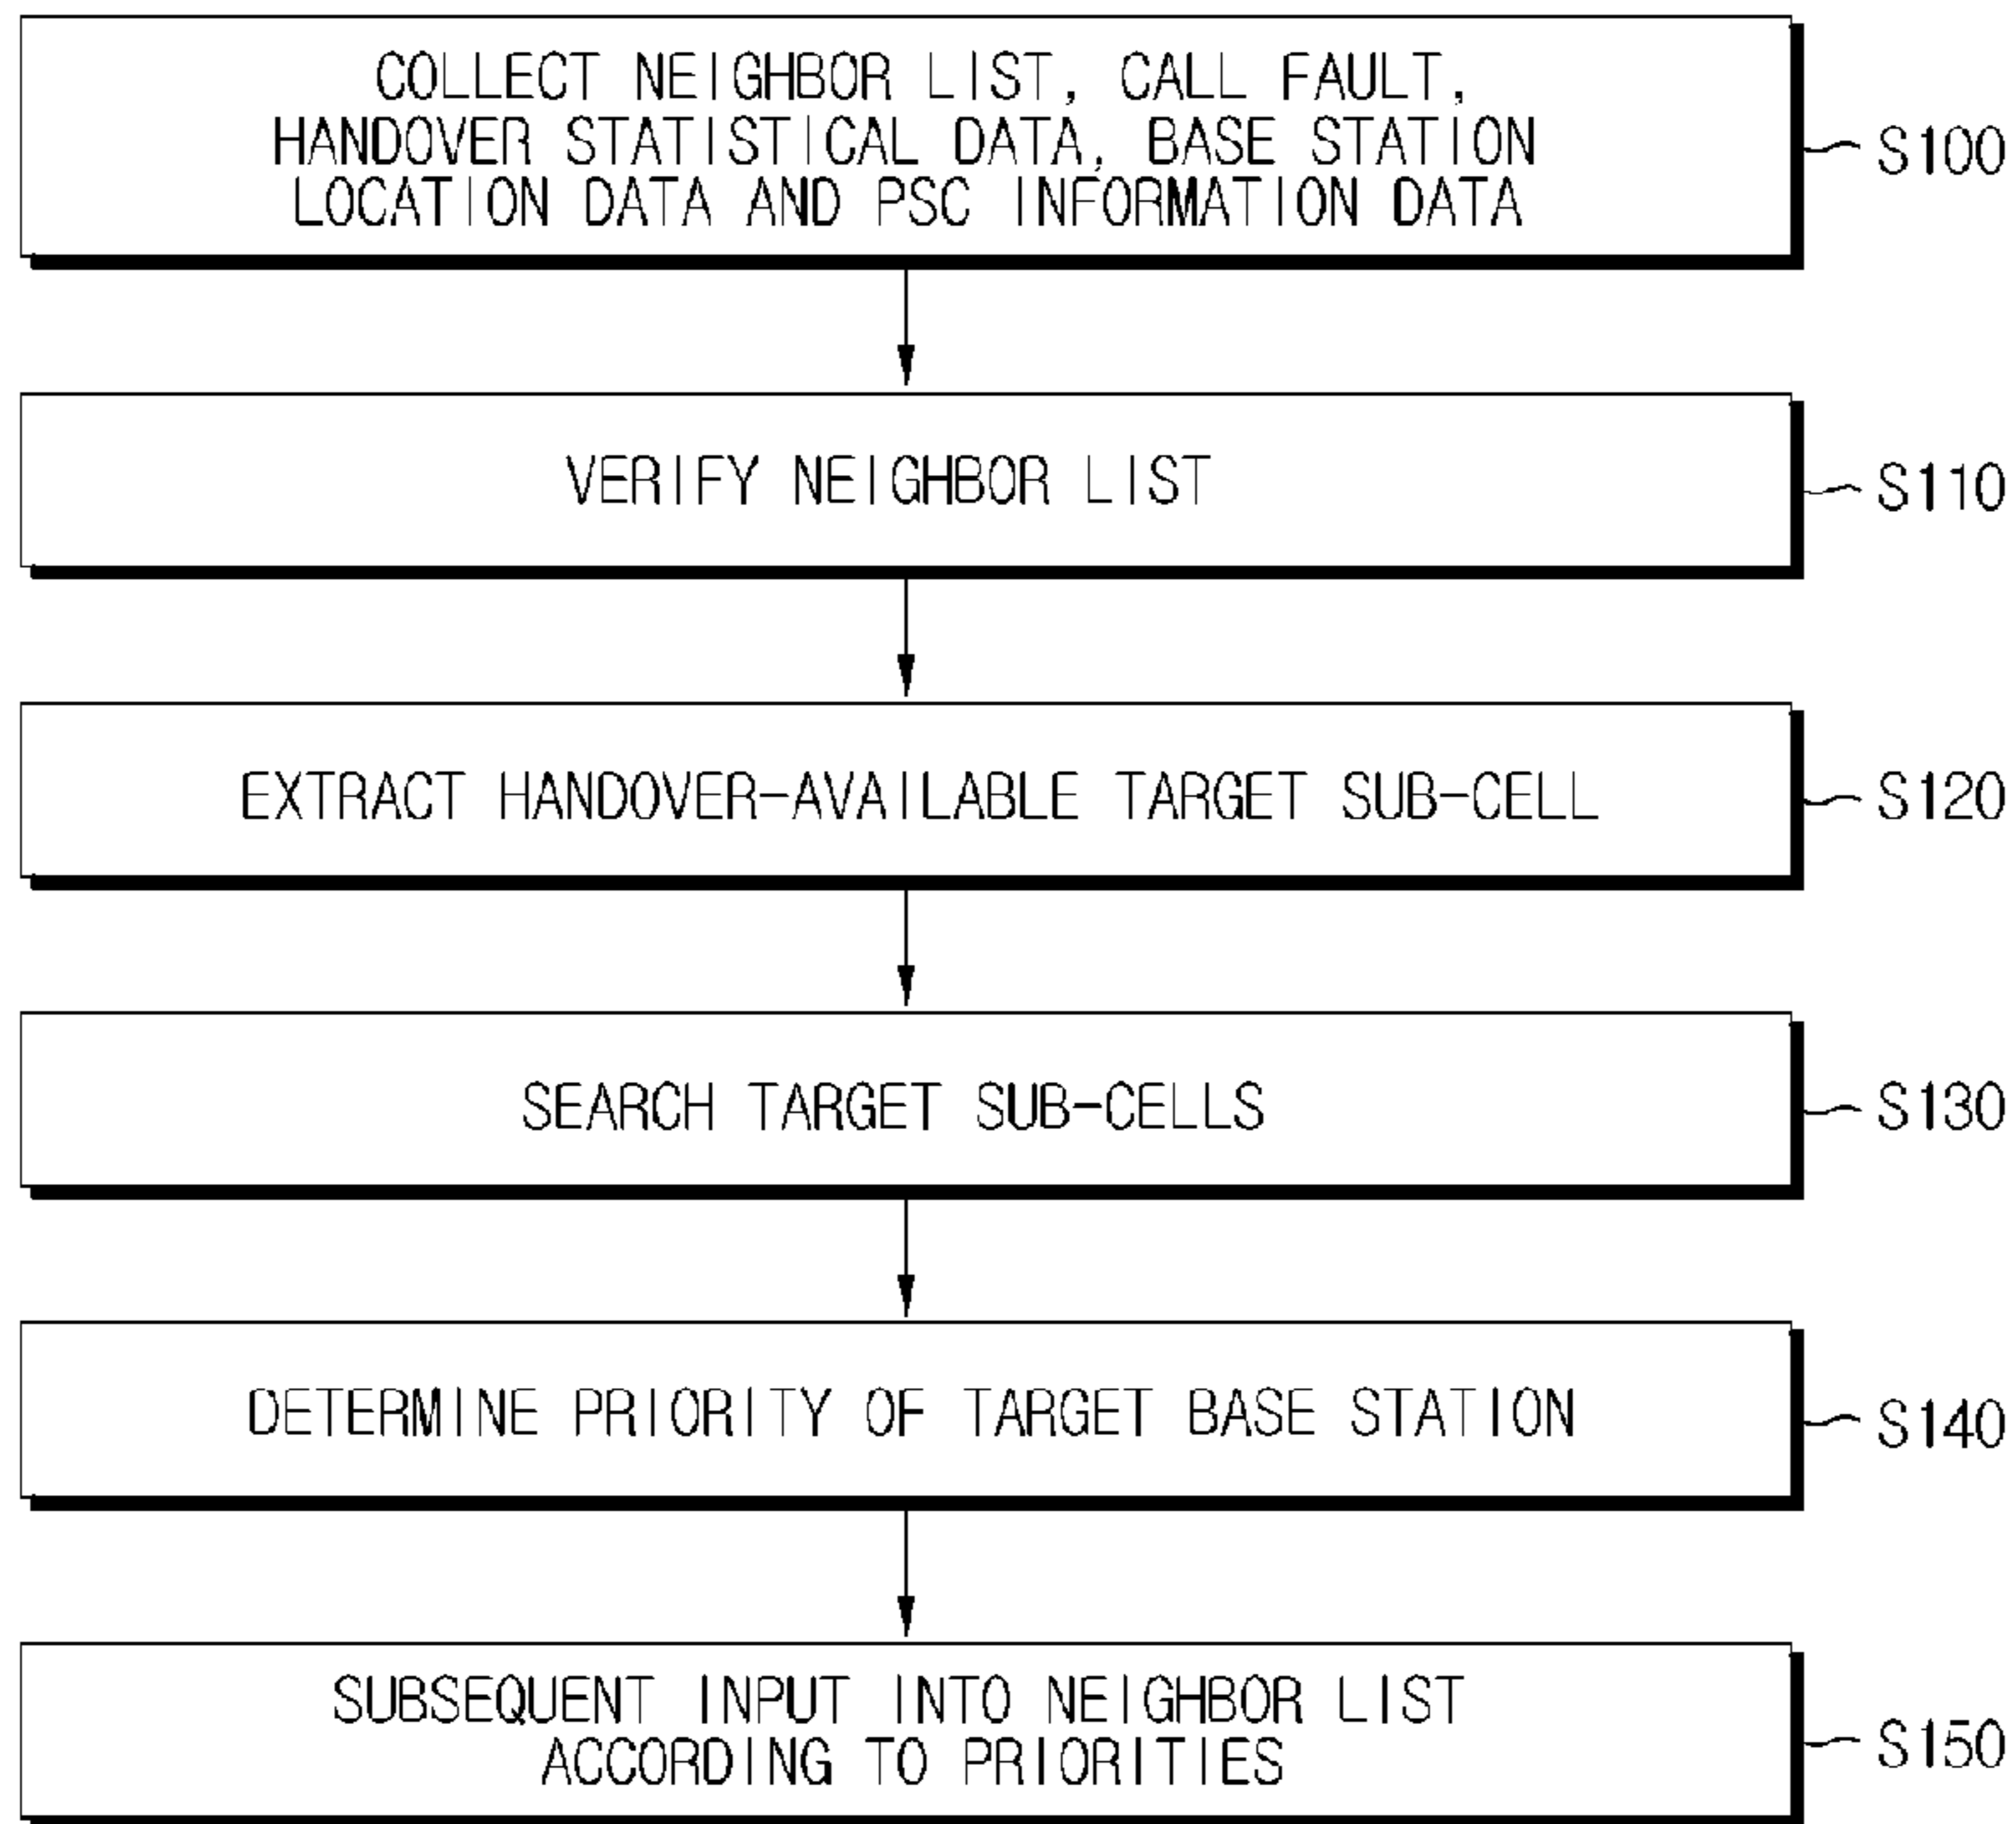 COLLECT NEIGHBOR LIST, CALL FAULT,
HANDOVER STATISTICAL DATA, BASE STATION
LOCATION DATA AND PSC INFORMATION DATA
S100
VERIFY NEIGHBOR LIST
S110
EXTRACT HANDOVER-AVAILABLE TARGET SUB-CELL
S120
SEARCH TARGET SUB-CELLS
S130
DETERMINE PRIORITY OF TARGET BASE STATION
S140
SUBSEQUENT INPUT INTO NEIGHBOR LIST
ACCORDING TO PRIORITIES
S150